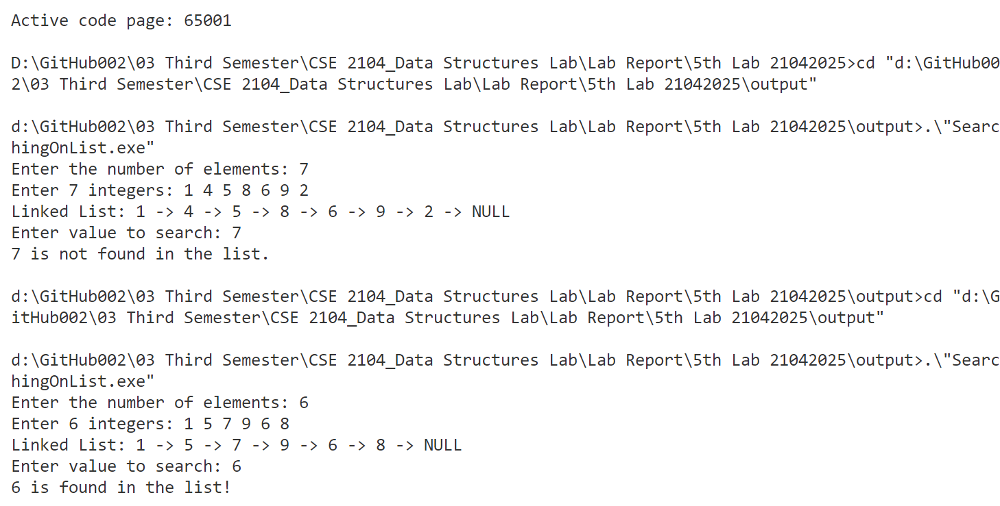 Active code page: 65001
D:\GitHub002\03 Third Semester\CSE 2104_Data Structures Lab\Lab Report\5th Lab 21042025>cd "d:\GitHub00
2\03 Third Semester\CSE 2104_Data Structures Lab\Lab Report\5th Lab 21042025\output"
d:\GitHub002\03 Third Semester\CSE 2104_Data Structures Lab\Lab Report\5th Lab 21042025\output>.\"Searc
hingOnList.exe"
Enter the number of elements: 7
Enter 7 integers: 1 4 5 8 6 9 2
Linked List: 1 -> 4 -> 5 -> 8 -> 6 -> 9 -> 2 -> NULL
Enter value to search: 7
7 is not found in the list.
d:\GitHub002\03 Third Semester\CSE 2104_Data Structures Lab\Lab Report\5th Lab 21042025\output>cd "d:\G
itHub002\03 Third Semester\CSE 2104_Data Structures Lab\Lab Report\5th Lab 21042025\output"
d:\GitHub002\03 Third Semester\CSE 2104_Data Structures Lab\Lab Report\5th Lab 21042025\output>.\"Searc
hingOnList.exe"
Enter the number of elements: 6
Enter 6 integers: 1 5 7 9 6 8
Linked List: 1 -> 5 -> 7 -> 9 -> 6 -> 8 -> NULL
Enter value to search: 6
6 is found in the list!